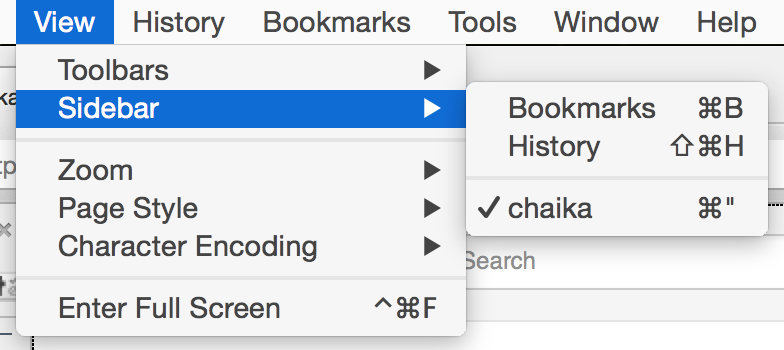 View History Bookmarks Tools Window Help
Toolbars ▶
Sidebar ▶
Bookmarks ⌘B
History ⇧⌘H
✓ chaika ⌘"
Zoom ▶
Page Style ▶
Character Encoding ▶
Search
Enter Full Screen ^⌘F